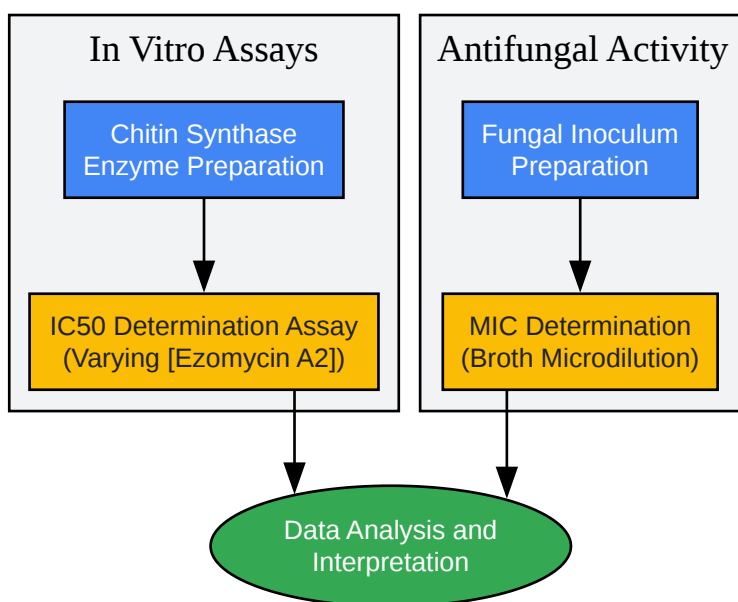 In Vitro Assays
Chitin Synthase
Enzyme Preparation
IC50 Determination Assay
(Varying [Ezomycin A2])
Antifungal Activity
Fungal Inoculum
Preparation
MIC Determination
(Broth Microdilution)
Data Analysis and
Interpretation